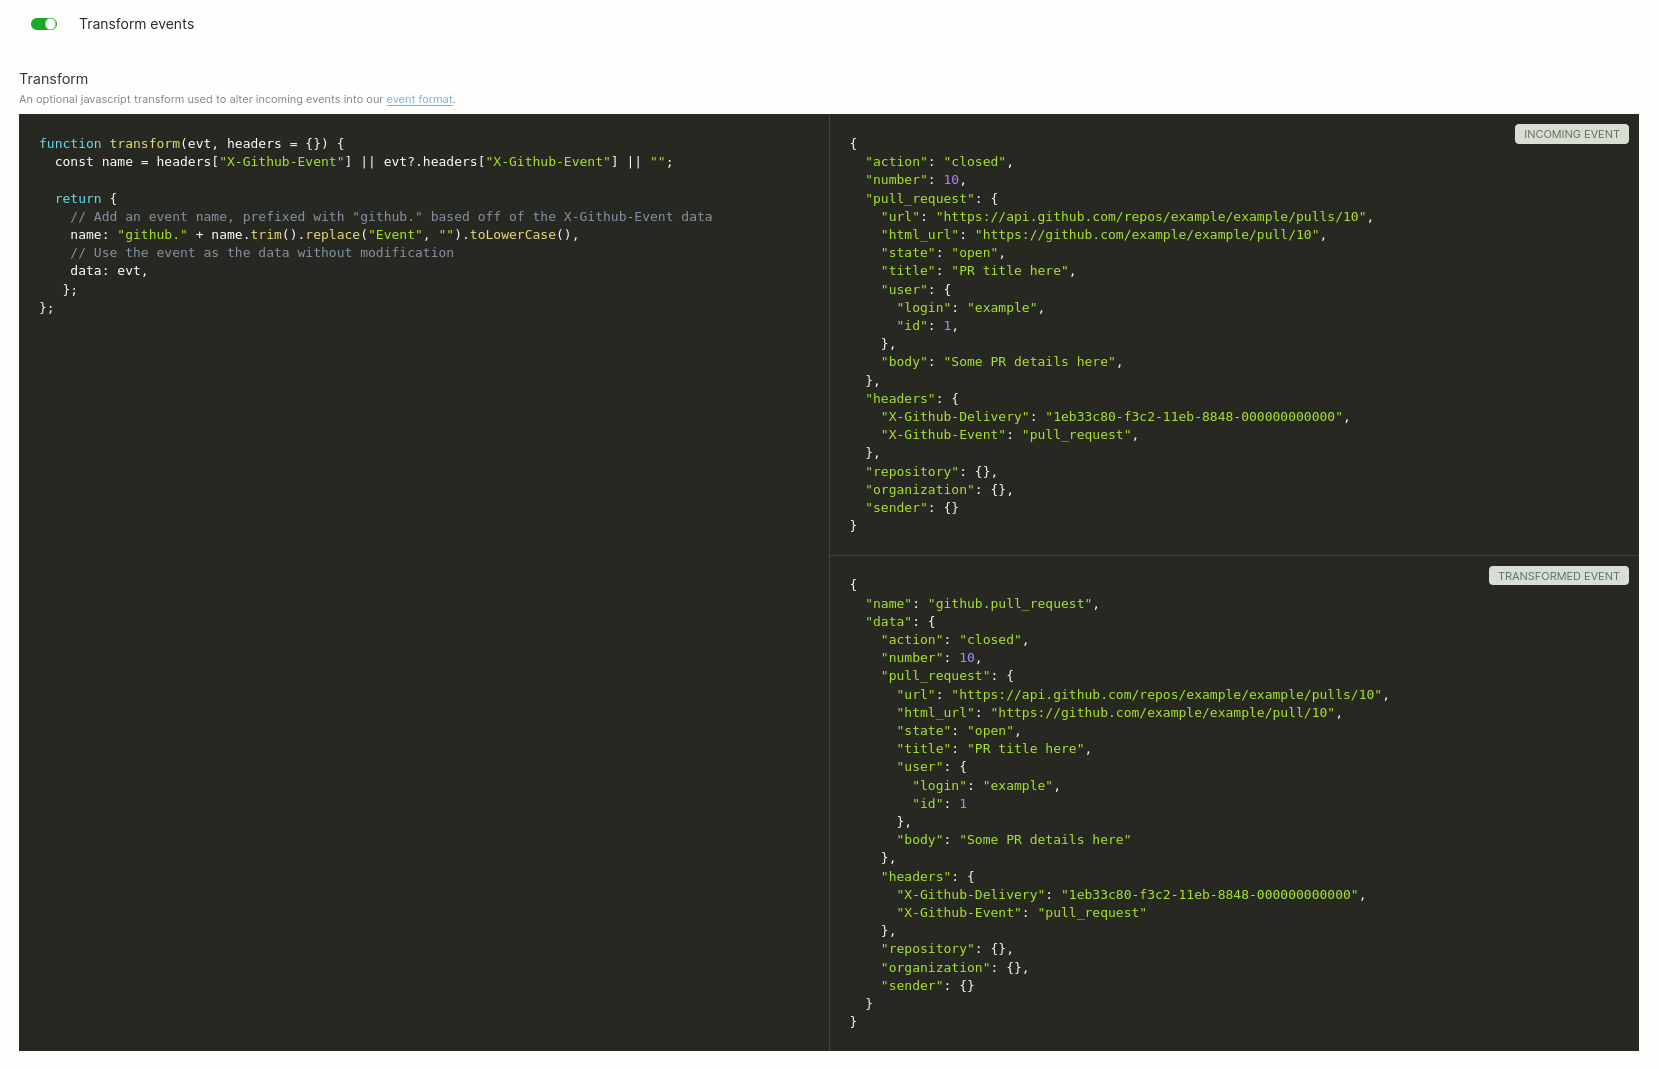 Transform events
Transform
An optional javascript transform used to alter incoming events into our event format.
function transform(evt, headers = {}) {
  const name = headers["X-Github-Event"] || evt?.headers["X-Github-Event"] || "";

  return {
    // Add an event name, prefixed with "github." based off of the X-Github-Event data
    name: "github." + name.trim().replace("Event", "").toLowerCase(),
    // Use the event as the data without modification
    data: evt,
   };
};
INCOMING EVENT
{
  "action": "closed",
  "number": 10,
  "pull_request": {
    "url": "https://api.github.com/repos/example/example/pulls/10",
    "html_url": "https://github.com/example/example/pull/10",
    "state": "open",
    "title": "PR title here",
    "user": {
      "login": "example",
      "id": 1,
    },
    "body": "Some PR details here",
  },
  "headers": {
    "X-Github-Delivery": "1eb33c80-f3c2-11eb-8848-000000000000",
    "X-Github-Event": "pull_request",
  },
  "repository": {},
  "organization": {},
  "sender": {}
}
TRANSFORMED EVENT
{
  "name": "github.pull_request",
  "data": {
    "action": "closed",
    "number": 10,
    "pull_request": {
      "url": "https://api.github.com/repos/example/example/pulls/10",
      "html_url": "https://github.com/example/example/pull/10",
      "state": "open",
      "title": "PR title here",
      "user": {
        "login": "example",
        "id": 1
      },
      "body": "Some PR details here"
    },
    "headers": {
      "X-Github-Delivery": "1eb33c80-f3c2-11eb-8848-000000000000",
      "X-Github-Event": "pull_request"
    },
    "repository": {},
    "organization": {},
    "sender": {}
  }
}